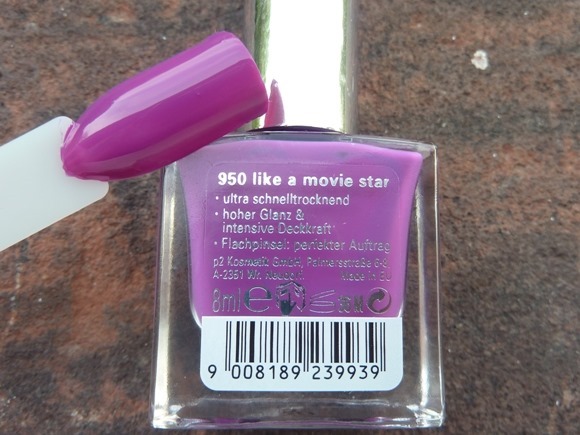 950 like a movie star
• ultra schnelltrocknend
• hoher Glanz &
intensive Deckkraft
• Flachpinsel: perfekter Auftrag
p2 Kosmetik GmbH, Palmersstraße 6-8
A-2351 Wr. Neudorf Made in EU
8ml e
9 008189 239939